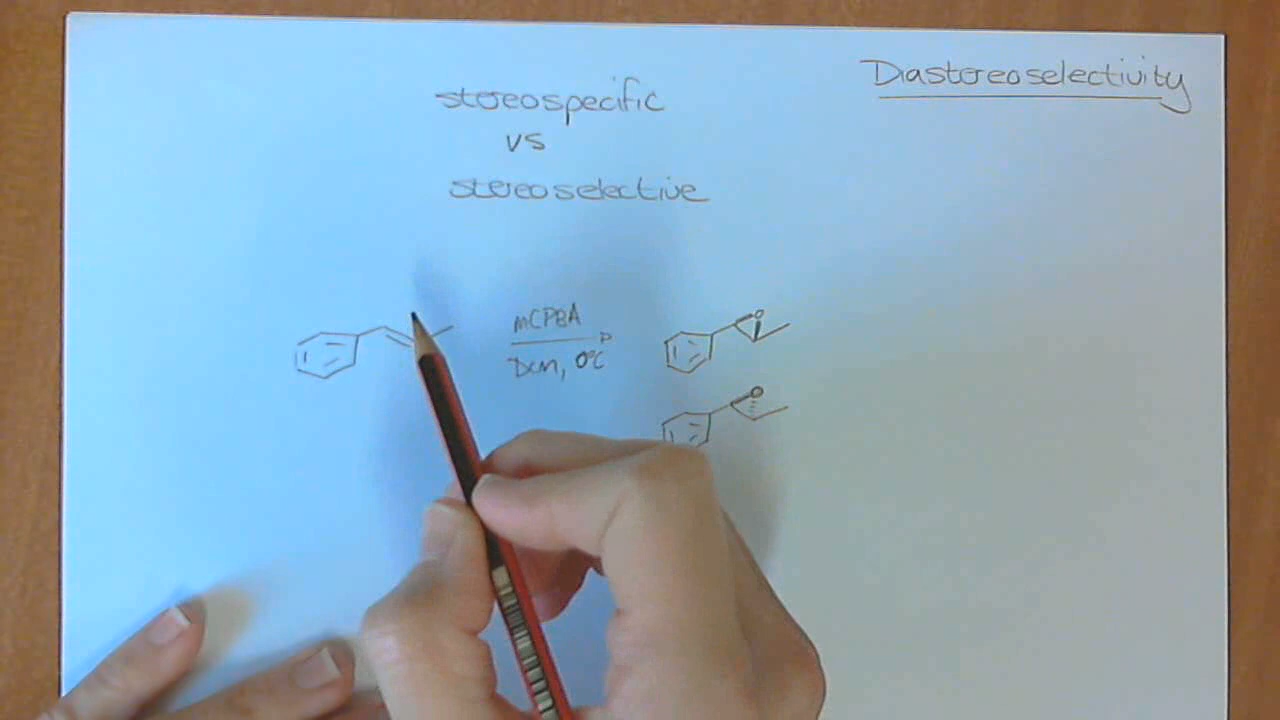 Diastereoselectivity
stereospecific
vs
stereoselective
mCPBA
DCM, 0°C
O
O